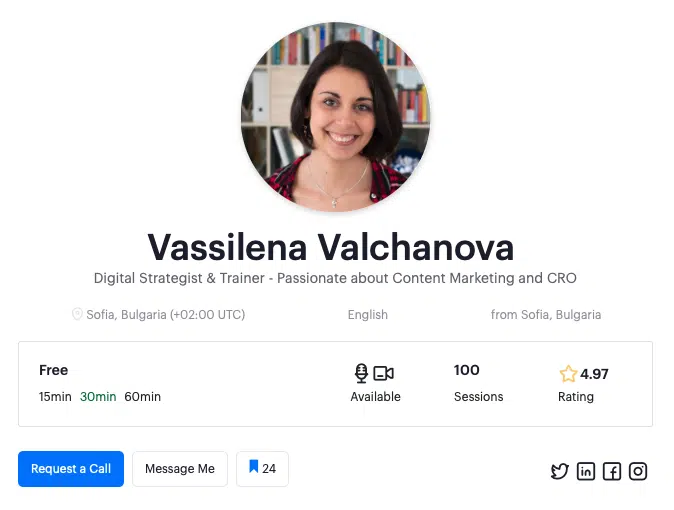 Vassilena Valchanova
Digital Strategist & Trainer - Passionate about Content Marketing and CRO
Sofia, Bulgaria (+02:00 UTC) English from Sofia, Bulgaria
Free 100 4.97
15min 30min 60min Available Sessions Rating
Request a Call Message Me 24